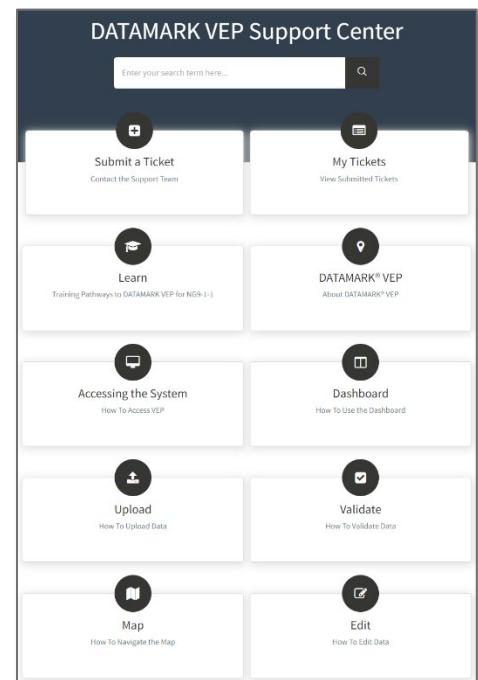 DATAMARK VEP Support Center
Enter your search term here...
Submit a Ticket
Contact the Support Team
My Tickets
View Submitted Tickets
Learn
Training Pathways to DATAMARK VEP for NG9-1-1
DATAMARK® VEP
About DATAMARK® VEP
Accessing the System
How To Access VEP
Dashboard
How To Use the Dashboard
Upload
How To Upload Data
Validate
How To Validate Data
Map
How To Navigate the Map
Edit
How To Edit Data